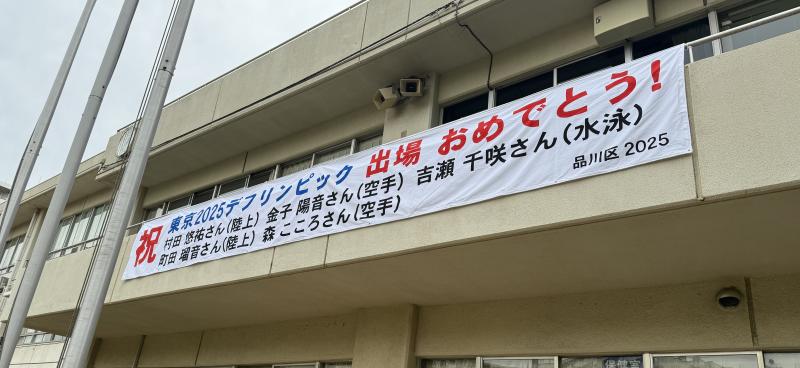 祝 東京2025デフリンピック 出場 おめでとう!
村田 悠祐さん(陸上) 金子 陽音さん(空手) 吉瀬 千咲さん(水泳)
町田 瑠音さん(陸上) 森 こころさん(空手)
品川区 2025
保健室